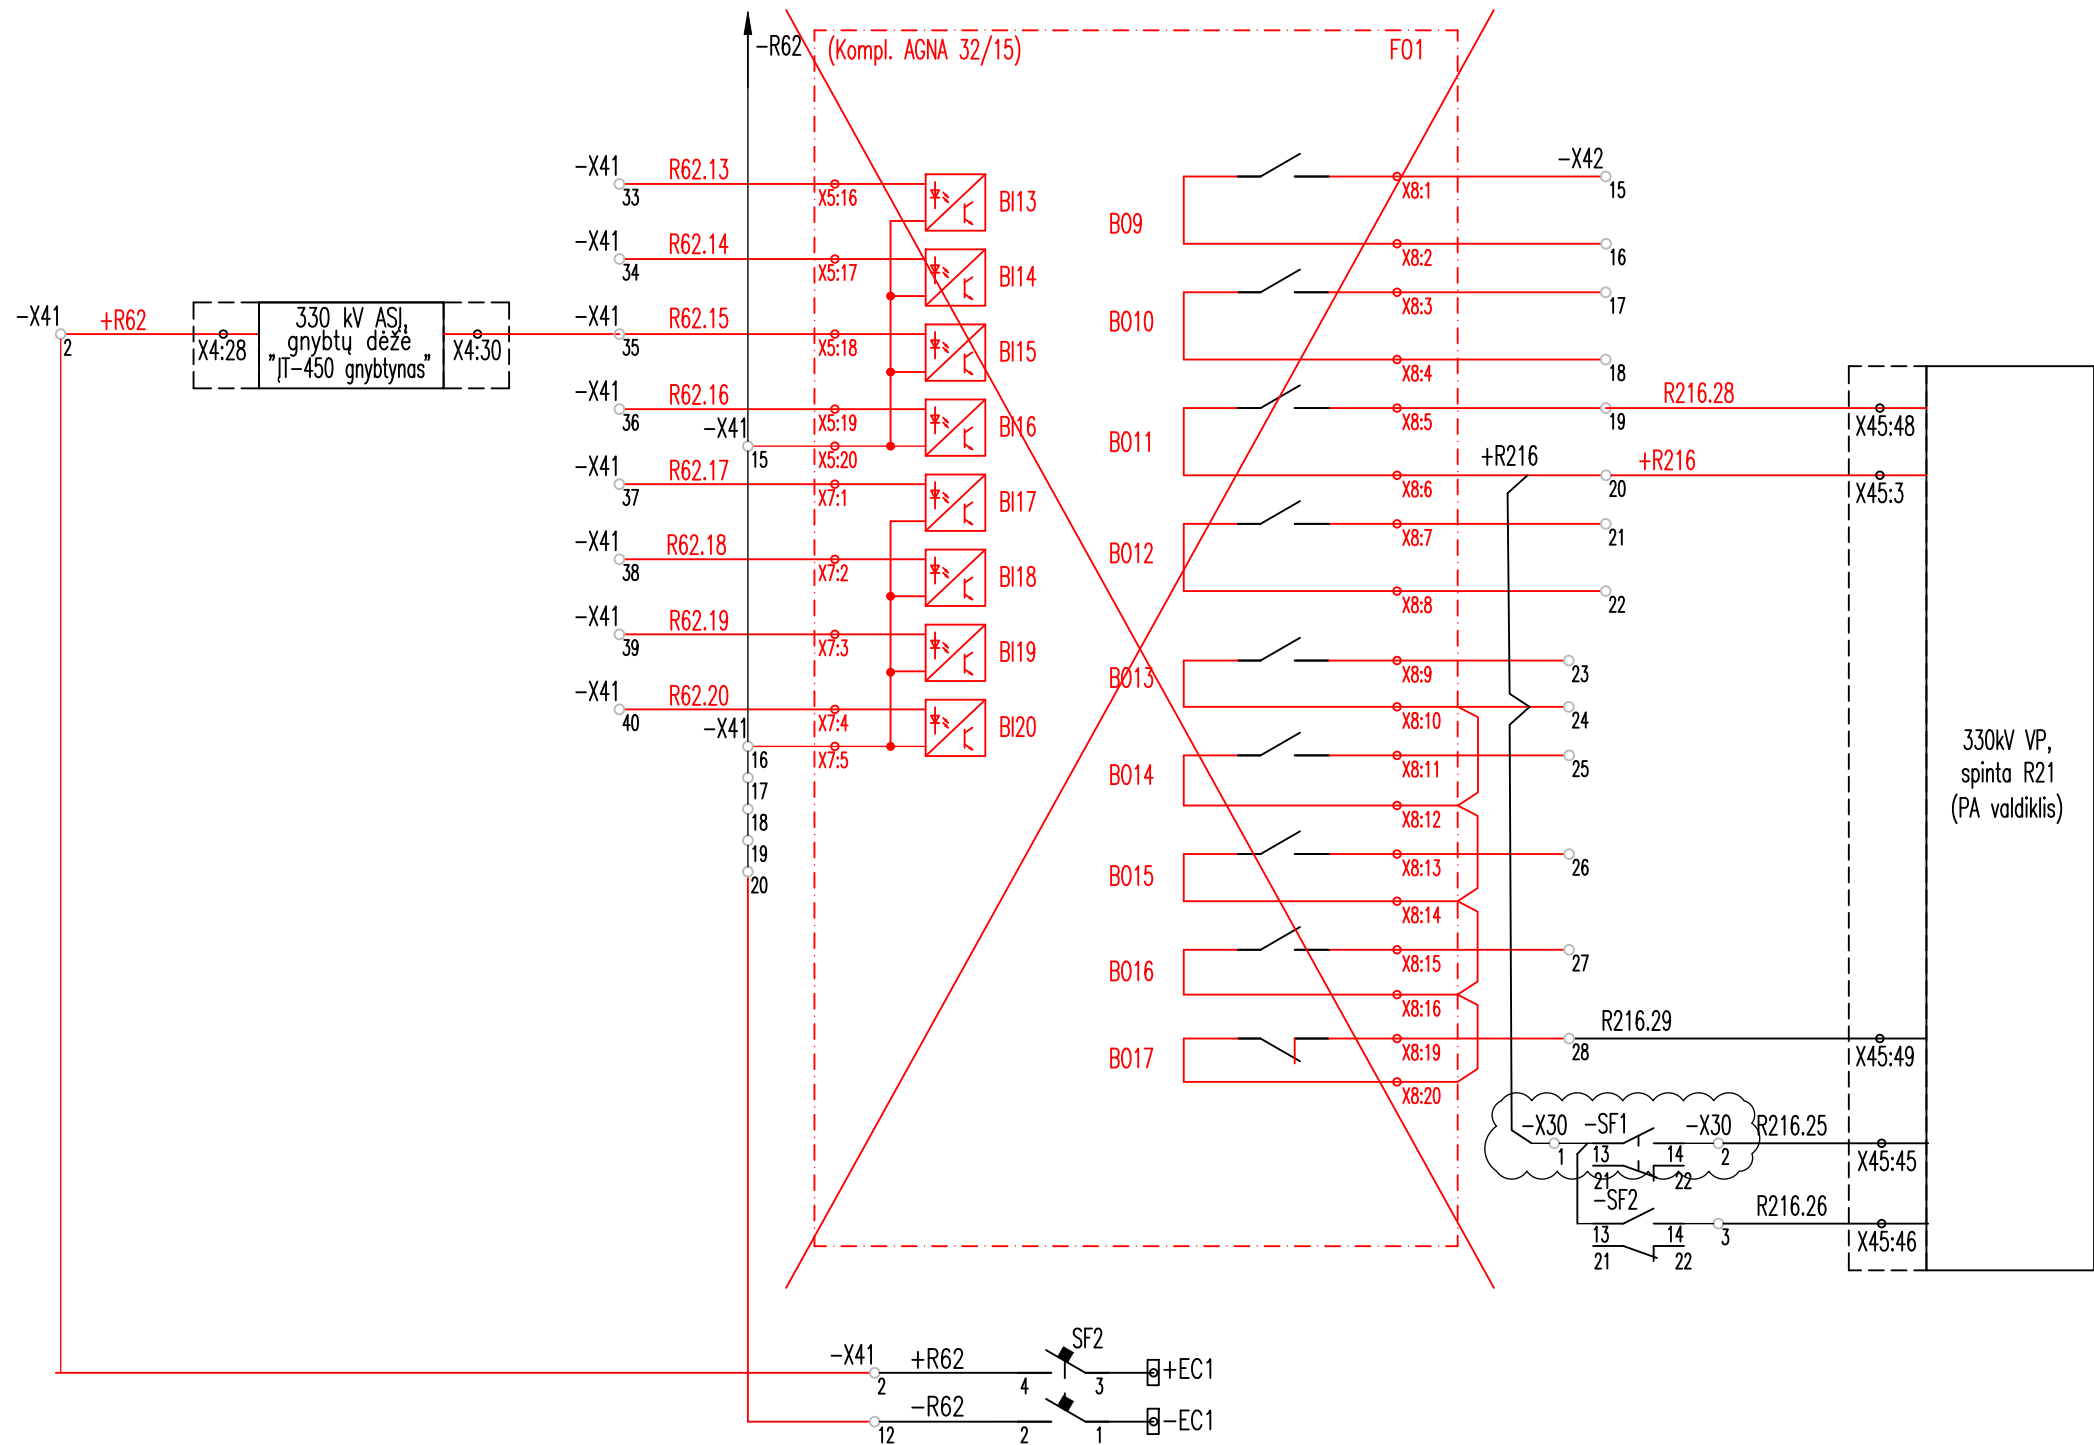 -R62
(Kompl. AGNA 32/15)
F01
-X41
R62.13
33
X5:16
BI13
-X41
R62.14
34
X5:17
BI14
-X41
+R62
2
X4:28
330 kV ASĮ,
gnybtų dėžė
"ĮT-450 gnybtynas"
X4:30
-X41
R62.15
35
X5:18
BI15
-X41
R62.16
36
X5:19
BI16
-X41
15
X5:20
-X41
R62.17
37
X7:1
BI17
-X41
R62.18
38
X7:2
BI18
-X41
R62.19
39
X7:3
BI19
-X41
R62.20
40
X7:4
BI20
-X41
16
X7:5
17
18
19
20
-X42
BO9
X8:1
15
X8:2
16
BO10
X8:3
17
X8:4
18
BO11
X8:5
19
R216.28
X45:48
+R216
X8:6
20
+R216
X45:3
BO12
X8:7
21
X8:8
22
BO13
X8:9
23
X8:10
24
BO14
X8:11
25
X8:12
BO15
X8:13
26
X8:14
BO16
X8:15
27
X8:16
BO17
X8:19
28
R216.29
X45:49
X8:20
330kV VP,
spinta R21
(PA valdiklis)
-X30
-SF1
-X30
R216.25
1
13
14
2
X45:45
21
22
-SF2
R216.26
13
14
3
X45:46
21
22
-X41
+R62
SF2
+EC1
2
4
3
-R62
-EC1
12
2
1